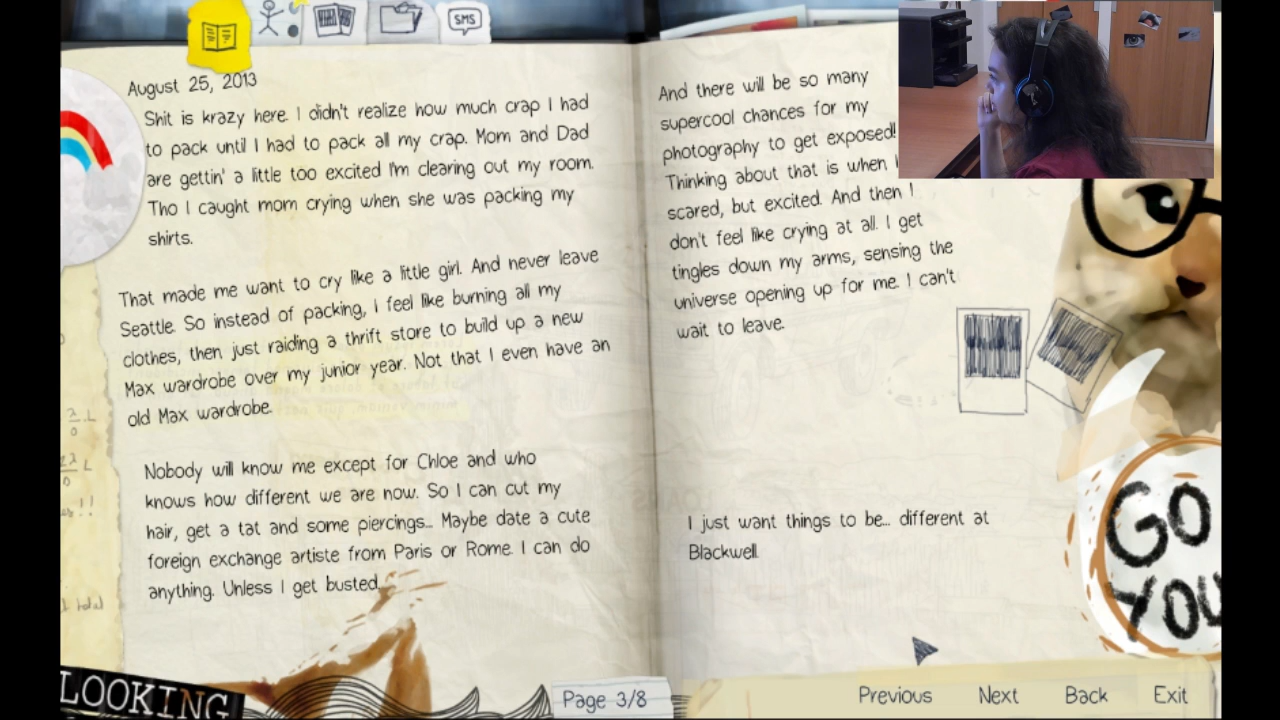 SMS
August 25, 2013
Shit is krazy here. I didn't realize how much crap I had
to pack until I had to pack all my crap. Mom and Dad
are gettin' a little too excited I'm clearing out my room.
Tho I caught mom crying when she was packing my
shirts.
That made me want to cry like a little girl. And never leave
Seattle. So instead of packing, I feel like burning all my
clothes, then just raiding a thrift store to build up a new
Max wardrobe over my junior year. Not that I even have an
old Max wardrobe.
Nobody will know me except for Chloe and who
knows how different we are now. So I can cut my
hair, get a tat and some piercings... Maybe date a cute
foreign exchange artiste from Paris or Rome. I can do
anything. Unless I get busted.
And there will be so many
supercool chances for my
photography to get exposed!
Thinking about that is when
scared, but excited. And then I
don't feel like crying at all. I get
tingles down my arms, sensing the
universe opening up for me. I can't
wait to leave.
I just want things to be... different at
Blackwell.
GO
YOU
LOOKING
Page 3/8
Previous Next Back Exit